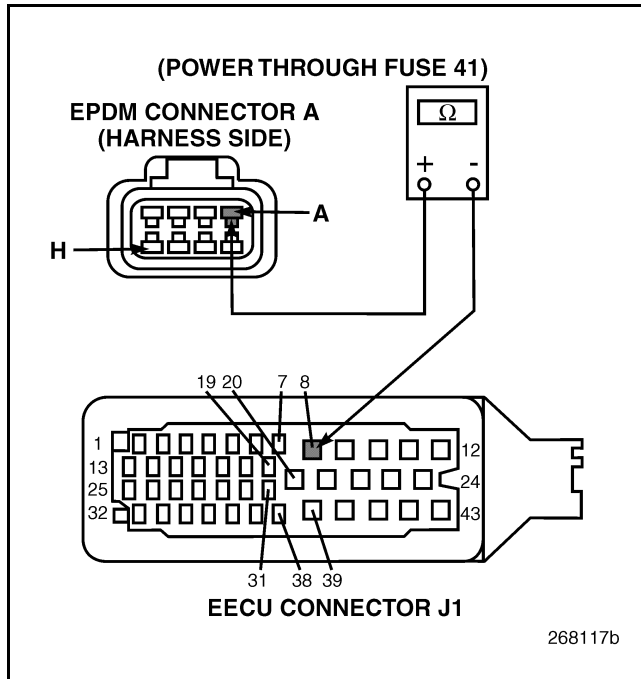 (POWER THROUGH FUSE 41)
EPDM CONNECTOR A
(HARNESS SIDE)
Ω
+ -
A
H
19 20 7 8
1 12
13 24
25
32 43
31 38 39
EECU CONNECTOR J1
268117b